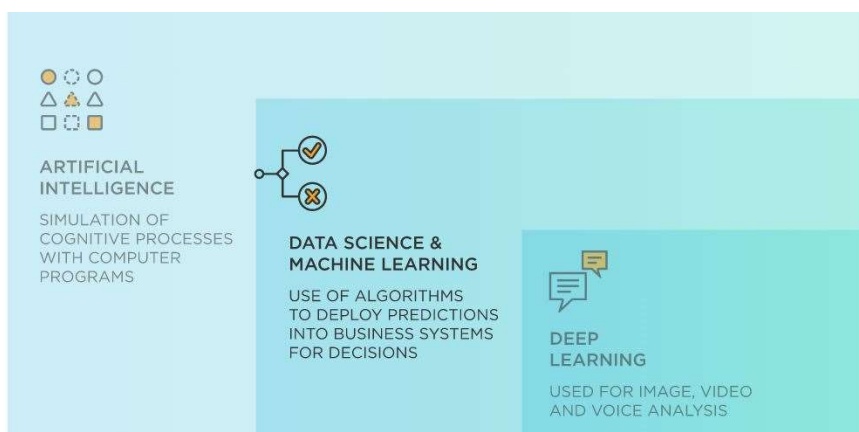 ARTIFICIAL
INTELLIGENCE
SIMULATION OF
COGNITIVE PROCESSES
WITH COMPUTER
PROGRAMS
DATA SCIENCE &
MACHINE LEARNING
USE OF ALGORITHMS
TO DEPLOY PREDICTIONS
INTO BUSINESS SYSTEMS
FOR DECISIONS
DEEP
LEARNING
USED FOR IMAGE, VIDEO
AND VOICE ANALYSIS